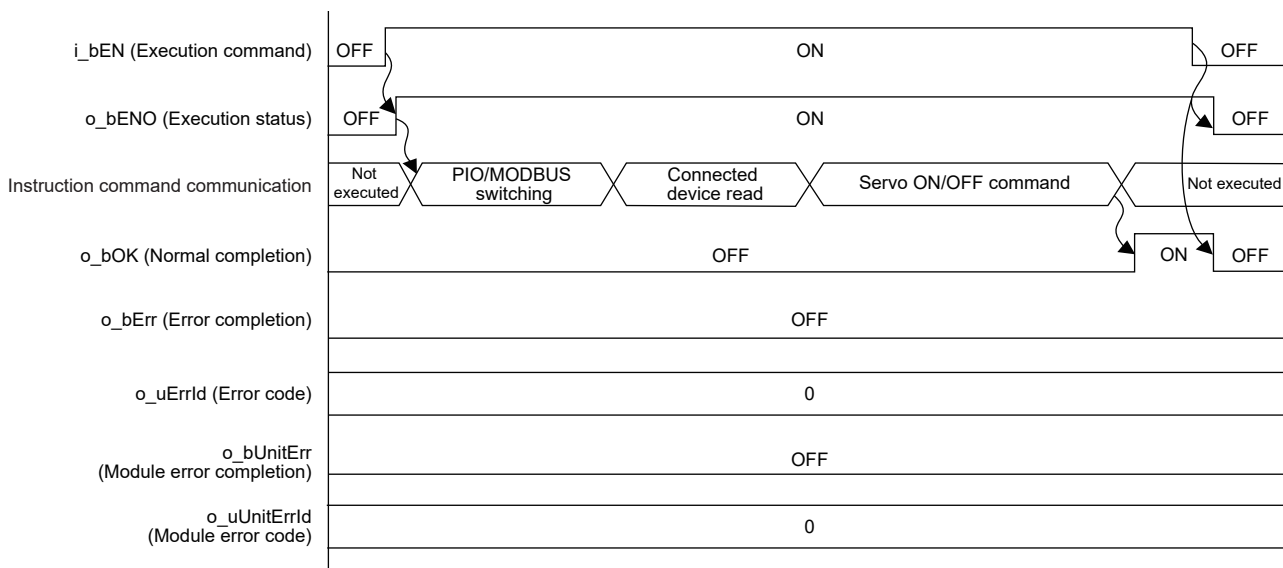 i_bEN (Execution command)
OFF
ON
OFF
o_bENO (Execution status)
OFF
ON
OFF
Instruction command communication
Not
executed
PIO/MODBUS
switching
Connected
device read
Servo ON/OFF command
Not executed
o_bOK (Normal completion)
OFF
ON
OFF
o_bErr (Error completion)
OFF
o_uErrId (Error code)
0
o_bUnitErr
(Module error completion)
OFF
o_uUnitErrId
(Module error code)
0